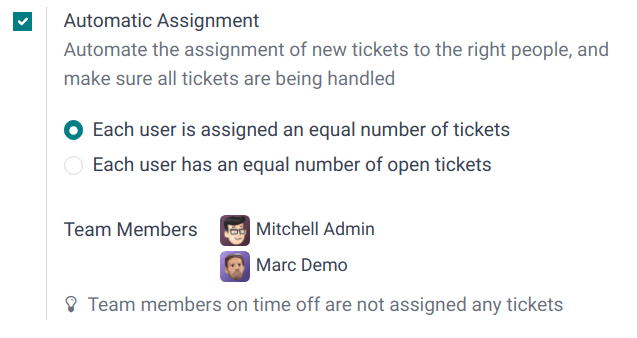 Automatic Assignment
Automate the assignment of new tickets to the right people, and
make sure all tickets are being handled
Each user is assigned an equal number of tickets
Each user has an equal number of open tickets
Team Members Mitchell Admin
Marc Demo
Team members on time off are not assigned any tickets